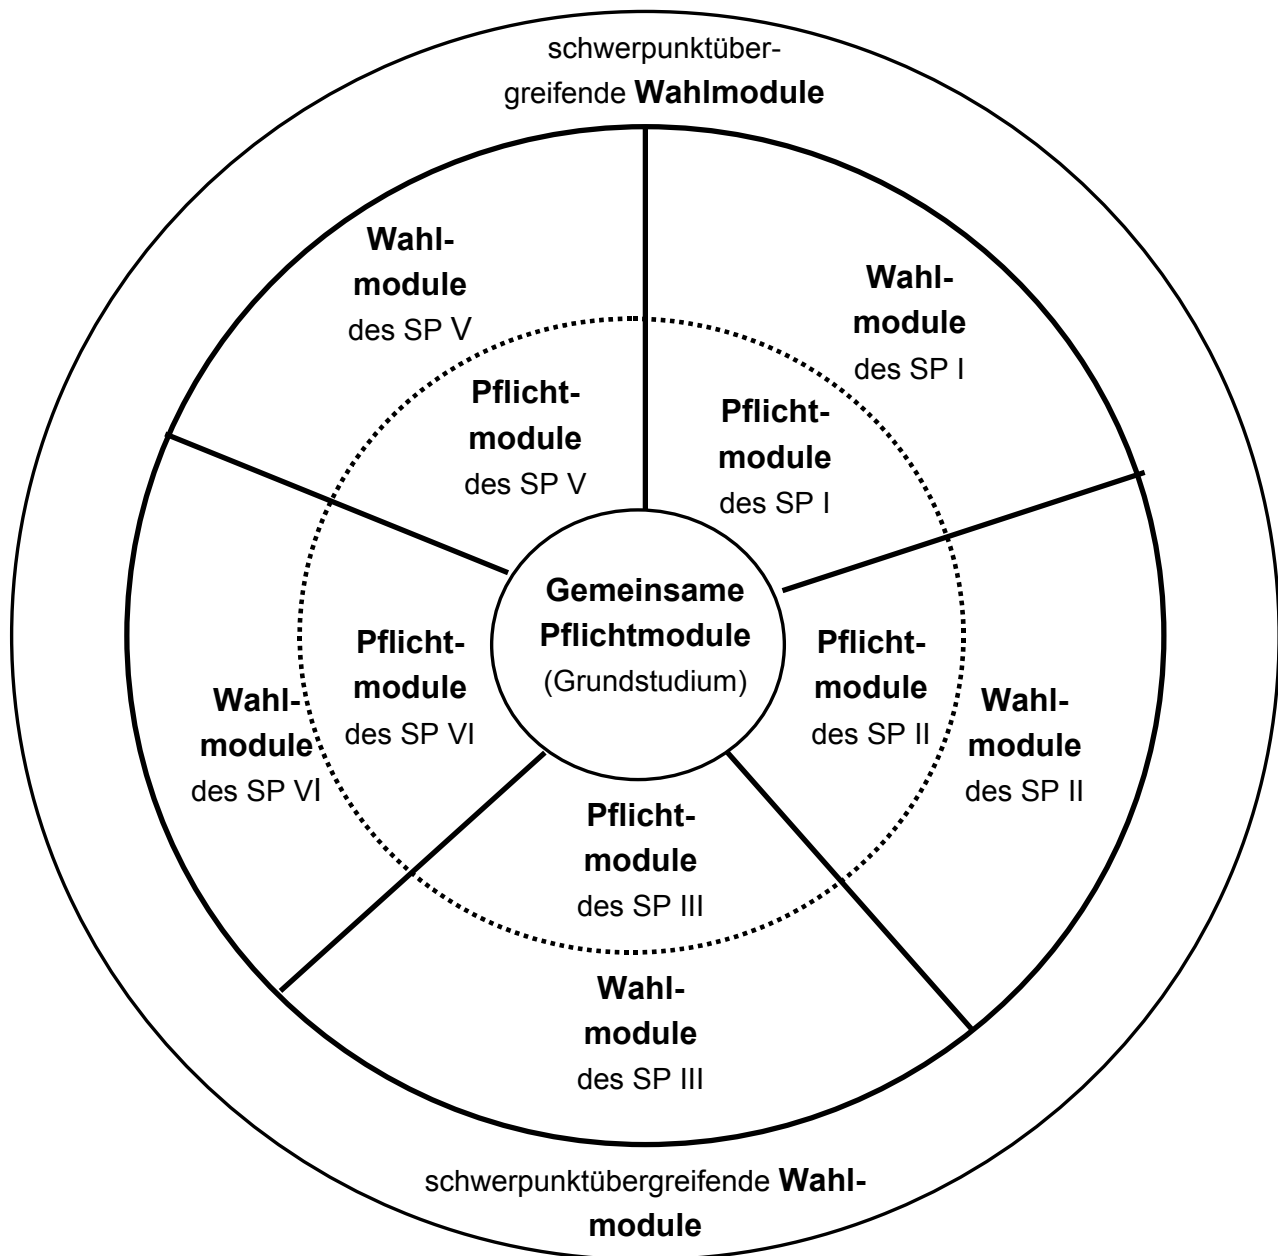 schwerpunktüber-
greifende Wahlmodule
Wahl-
module
des SP V
Wahl-
module
des SP I
Pflicht-
module
des SP V
Pflicht-
module
des SP I
Gemeinsame
Pflichtmodule
(Grundstudium)
Pflicht-
module
des SP VI
Wahl-
module
des SP VI
Pflicht-
module
des SP II
Wahl-
module
des SP II
Pflicht-
module
des SP III
Wahl-
module
des SP III
schwerpunktübergreifende Wahl-
module